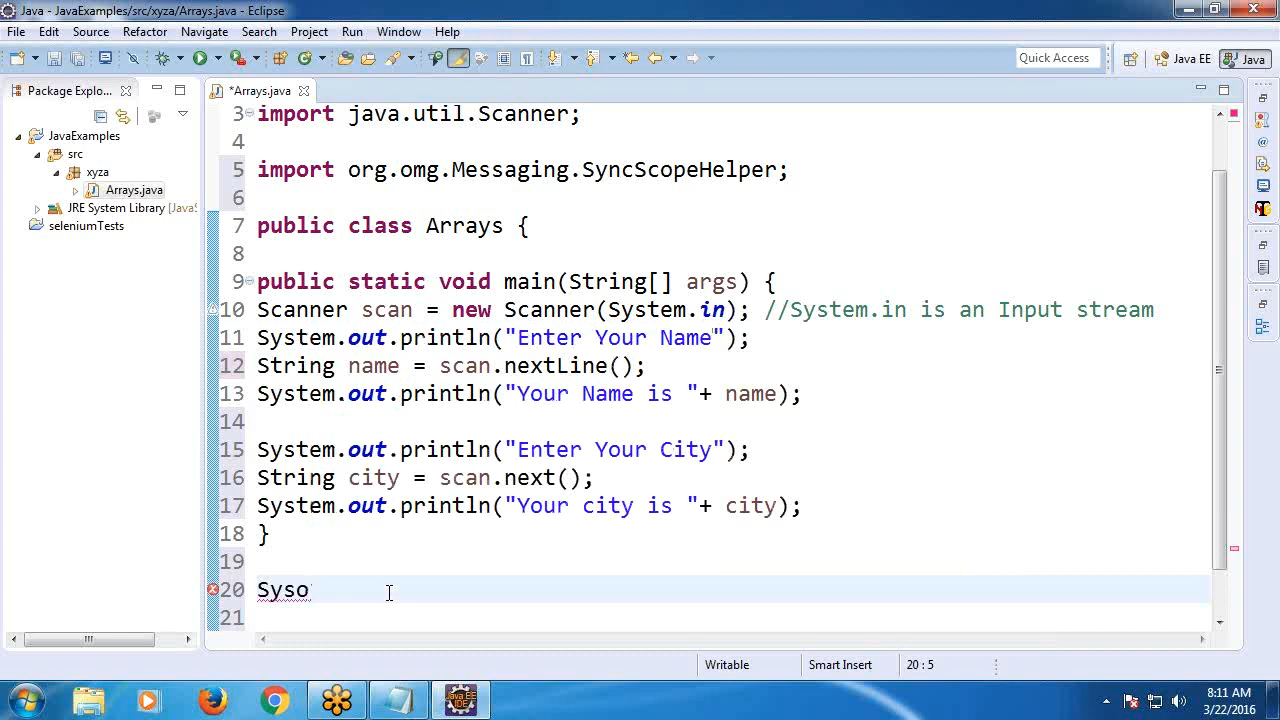 Java - JavaExamples/src/xyza/Arrays.java - Eclipse
File Edit Source Refactor Navigate Search Project Run Window Help
Quick Access Java EE Java
Package Explo... *Arrays.java
JavaExamples
src
xyza
Arrays.java
JRE System Library [JavaS
seleniumTests
3 import java.util.Scanner;
4
5 import org.omg.Messaging.SyncScopeHelper;
6
7 public class Arrays {
8
9 public static void main(String[] args) {
10 Scanner scan = new Scanner(System.in); //System.in is an Input stream
11 System.out.println("Enter Your Name");
12 String name = scan.nextLine();
13 System.out.println("Your Name is "+ name);
14
15 System.out.println("Enter Your City");
16 String city = scan.next();
17 System.out.println("Your city is "+ city);
18 }
19
20 Syso
21
Writable Smart Insert 20 : 5
Java EE IDE
8:11 AM
3/22/2016